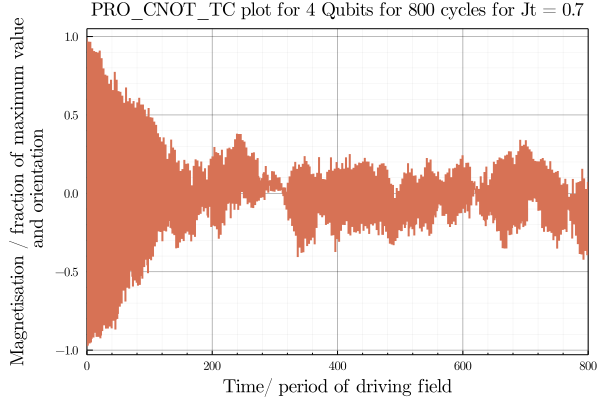 PRO_CNOT_TC plot for 4 Qubits for 800 cycles for Jt = 0.7
Magnetisation / fraction of maximum value
and orientation
1.0
0.5
0.0
−0.5
−1.0
0 200 400 600 800
Time/ period of driving field